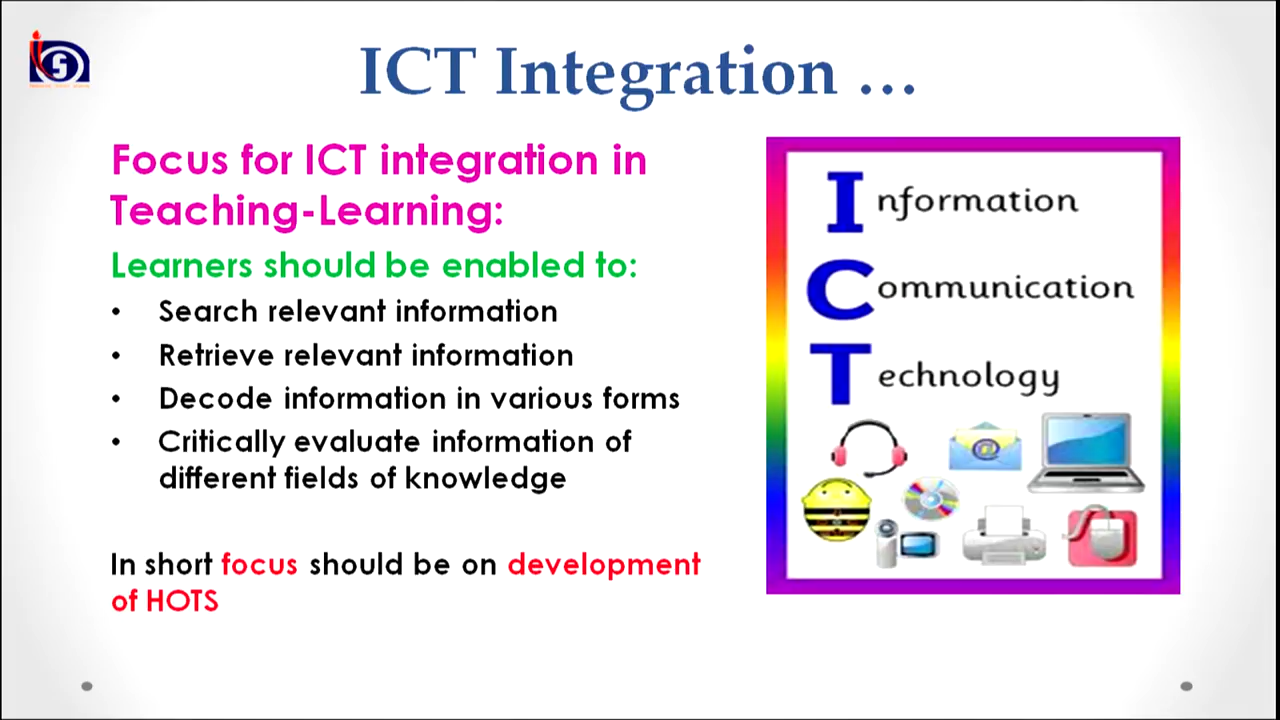 ICT Integration ...
Focus for ICT integration in
Teaching-Learning:
Learners should be enabled to:
• Search relevant information
• Retrieve relevant information
• Decode information in various forms
• Critically evaluate information of
different fields of knowledge
In short focus should be on development
of HOTS
Information
Communication
Technology
@